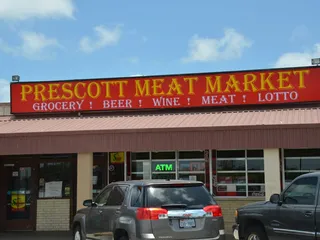 PRESCOTT MEAT MARKET
GROCERY ! BEER ! WINE ! MEAT ! LOTTO
ATM